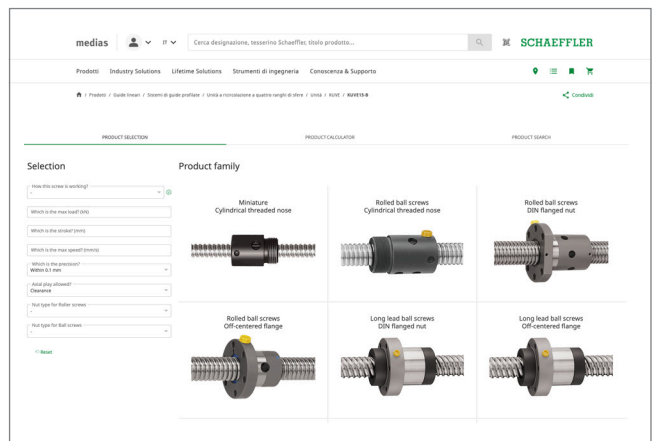 medias
IT
Cerca designazione, tesserino Schaeffler, titolo prodotto...
SCHAEFFLER
Prodotti Industry Solutions Lifetime Solutions Strumenti di ingegneria Conoscenza & Supporto
/ Prodotti / Guide lineari / Sistemi di guide profilate / Unità a ricircolazione a quattro ranghi di sfere / Unità / KUVE / KUVE15-B
Condividi
PRODUCT SELECTION PRODUCT CALCULATOR PRODUCT SEARCH
Selection
Product family
How this screw is working?
-
Which is the max load? (kN)
Which is the stroke? (mm)
Which is the max speed? (mm/s)
Which is the precision?
Within 0.1 mm
Axial play allowed?
Clearance
Nut type for Roller screws
-
Nut type for Ball screws
-
Reset
Miniature
Cylindrical threaded nose
Rolled ball screws
Cylindrical threaded nose
Rolled ball screws
DIN flanged nut
Rolled ball screws
Off-centered flange
Long lead ball screws
DIN flanged nut
Long lead ball screws
Off-centered flange